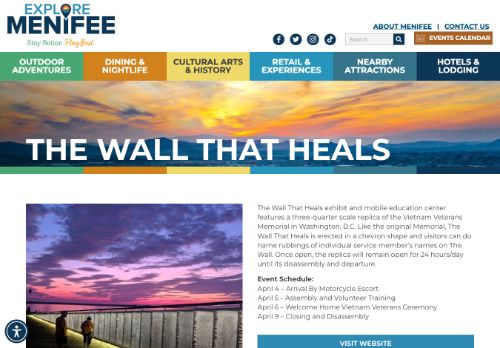 EXPLORE
MENIFEE
Stay Better. Play Best.
ABOUT MENIFEE | CONTACT US
Search
EVENTS CALENDAR
OUTDOOR
ADVENTURES
DINING &
NIGHTLIFE
CULTURAL ARTS
& HISTORY
RETAIL &
EXPERIENCES
NEARBY
ATTRACTIONS
HOTELS &
LODGING
THE WALL THAT HEALS
The Wall That Heals exhibit and mobile education center
features a three-quarter scale replica of the Vietnam Veterans
Memorial in Washington, D.C. Like the original Memorial, The
Wall That Heals is erected in a chevron shape and visitors can do
name rubbings of individual service member's names on The
Wall. Once open, the replica will remain open for 24 hours/day
until its disassembly and departure.
Event Schedule:
April 4 – Arrival By Motorcycle Escort
April 5 – Assembly and Volunteer Training
April 6 – Welcome Home Vietnam Veterans Ceremony
April 9 – Closing and Disassembly
VISIT WEBSITE